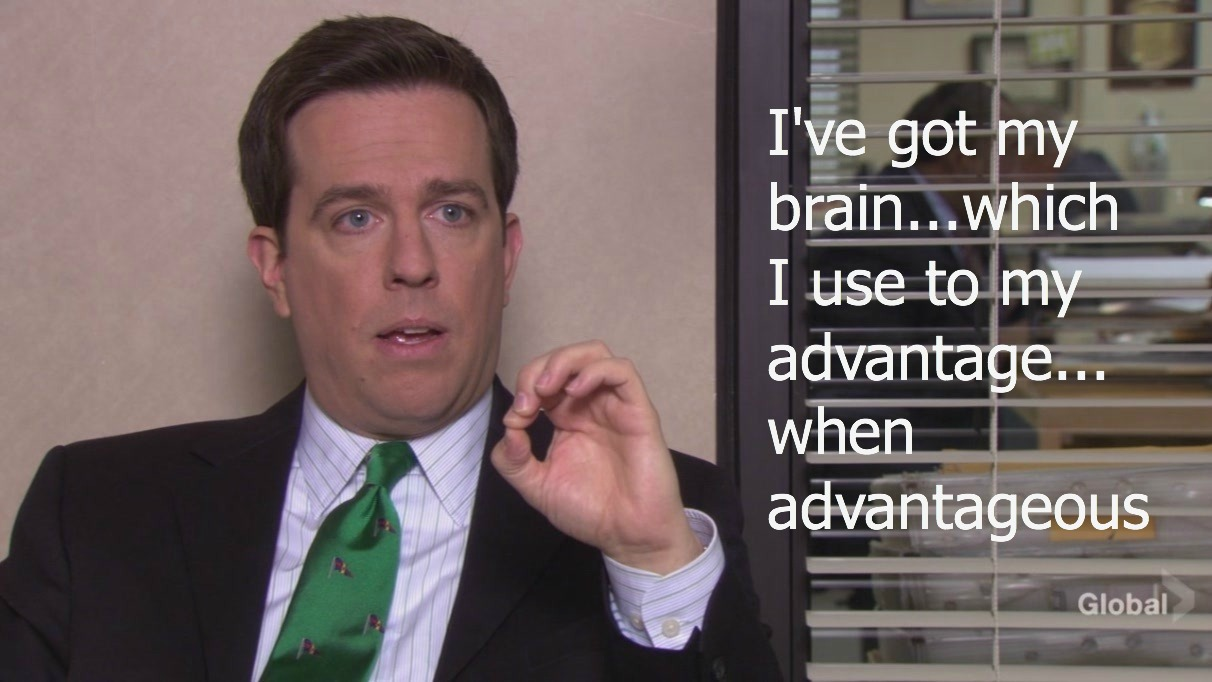 I've got my
brain...which
I use to my
advantage...
when
advantageous
Global